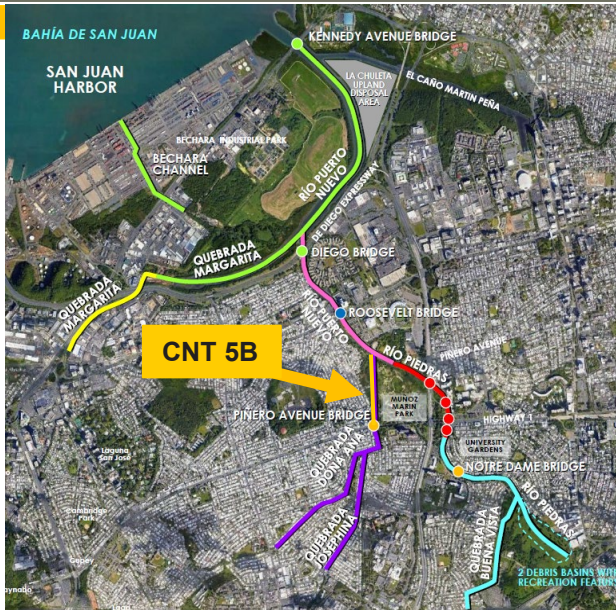 BAHÍA DE SAN JUAN
KENNEDY AVENUE BRIDGE
SAN JUAN
HARBOR
LA CHULETA
UPLAND
DISPOSAL
AREA
EL CAÑO MARTIN PEÑA
BECHARA INDUSTRIAL PARK
BECHARA
CHANNEL
RÍO PUERTO
NUEVO
DE DIEGO EXPRESSWAY
QUEBRADA
MARGARITA
DIEGO BRIDGE
QUEBRADA
MARGARITA
RÍO PUERTO
NUEVO
ROOSEVELT BRIDGE
CNT 5B
RÍO PIEDRAS
PIÑERO AVENUE
MUNOZ
MARIN
PARK
HIGHWAY 1
PIÑERO AVENUE BRIDGE
UNIVERSITY
GARDENS
QUEBRADA
DONA ANA
Laguna
San José
NOTRE DAME BRIDGE
QUEBRADA
JOSEPHINA
RÍO PIEDRAS
QUEBRADA
BUENA VISTA
Cambridge
Park
2 DEBRIS BASINS WITH
RECREATION FEATUR